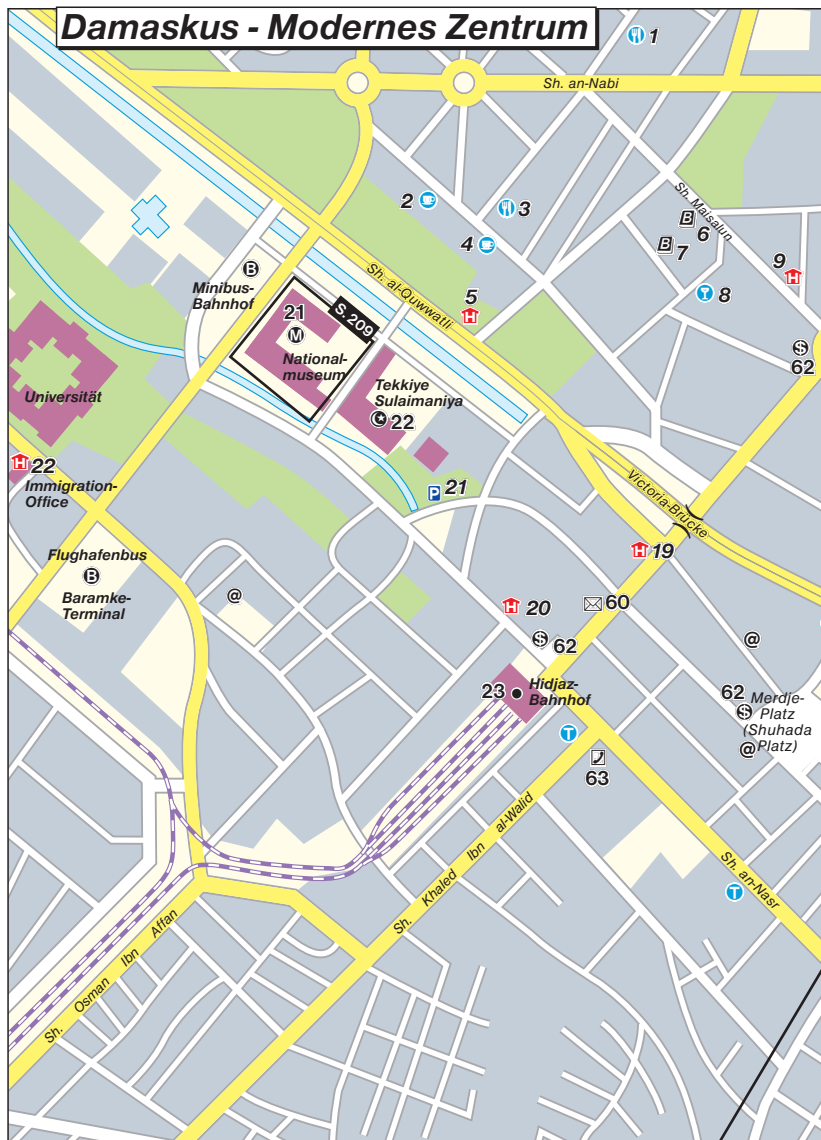 Damaskus - Modernes Zentrum
1
Sh. an-Nabi
2
3
4
Sh. Maisalun
6
7
9
8
B
Minibus-
Bahnhof
Sh. al-Quwwatli
5
S. 209
21
M
National-
museum
62
Universität
Tekkiye
Sulaimaniya
22
22
Immigration-
Office
P 21
Victoria-Brücke
Flughafenbus
B
Baramke-
Terminal
@
H 19
H 20
60
$ 62
@
23
Hidjaz-
Bahnhof
62
$
Merdje-
Platz
(Shuhada
@ Platz)
T
63
Sh. Khaled Ibn al-Walid
Sh. an-Nasr
T
Sh. Osman Ibn Affan